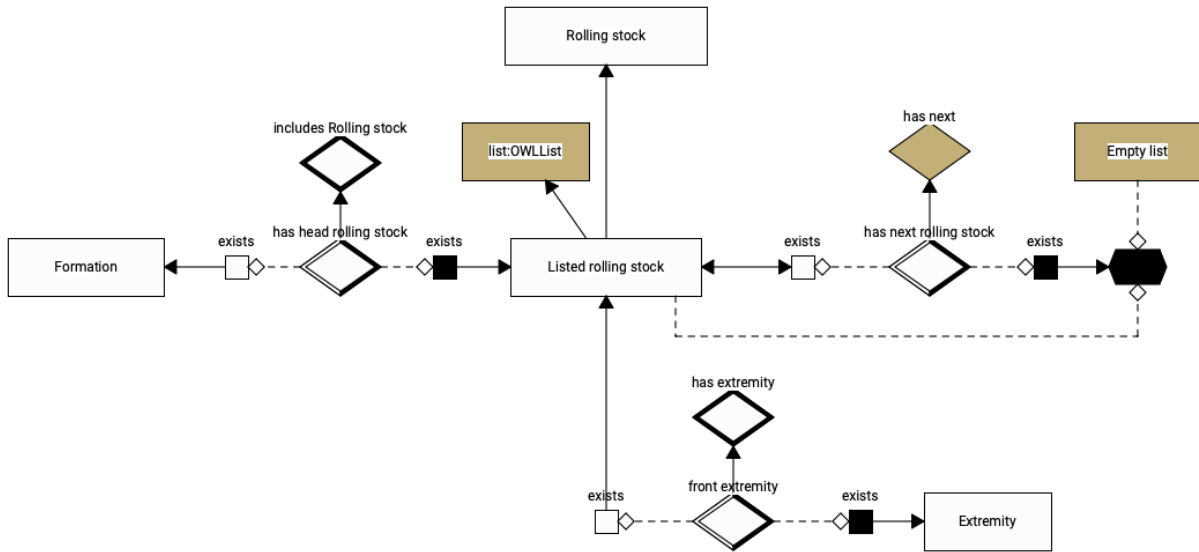 Rolling stock
includes Rolling stock
list:OWLList
has next
Empty list
Formation
exists
has head rolling stock
exists
Listed rolling stock
exists
has next rolling stock
exists
has extremity
exists
front extremity
exists
Extremity